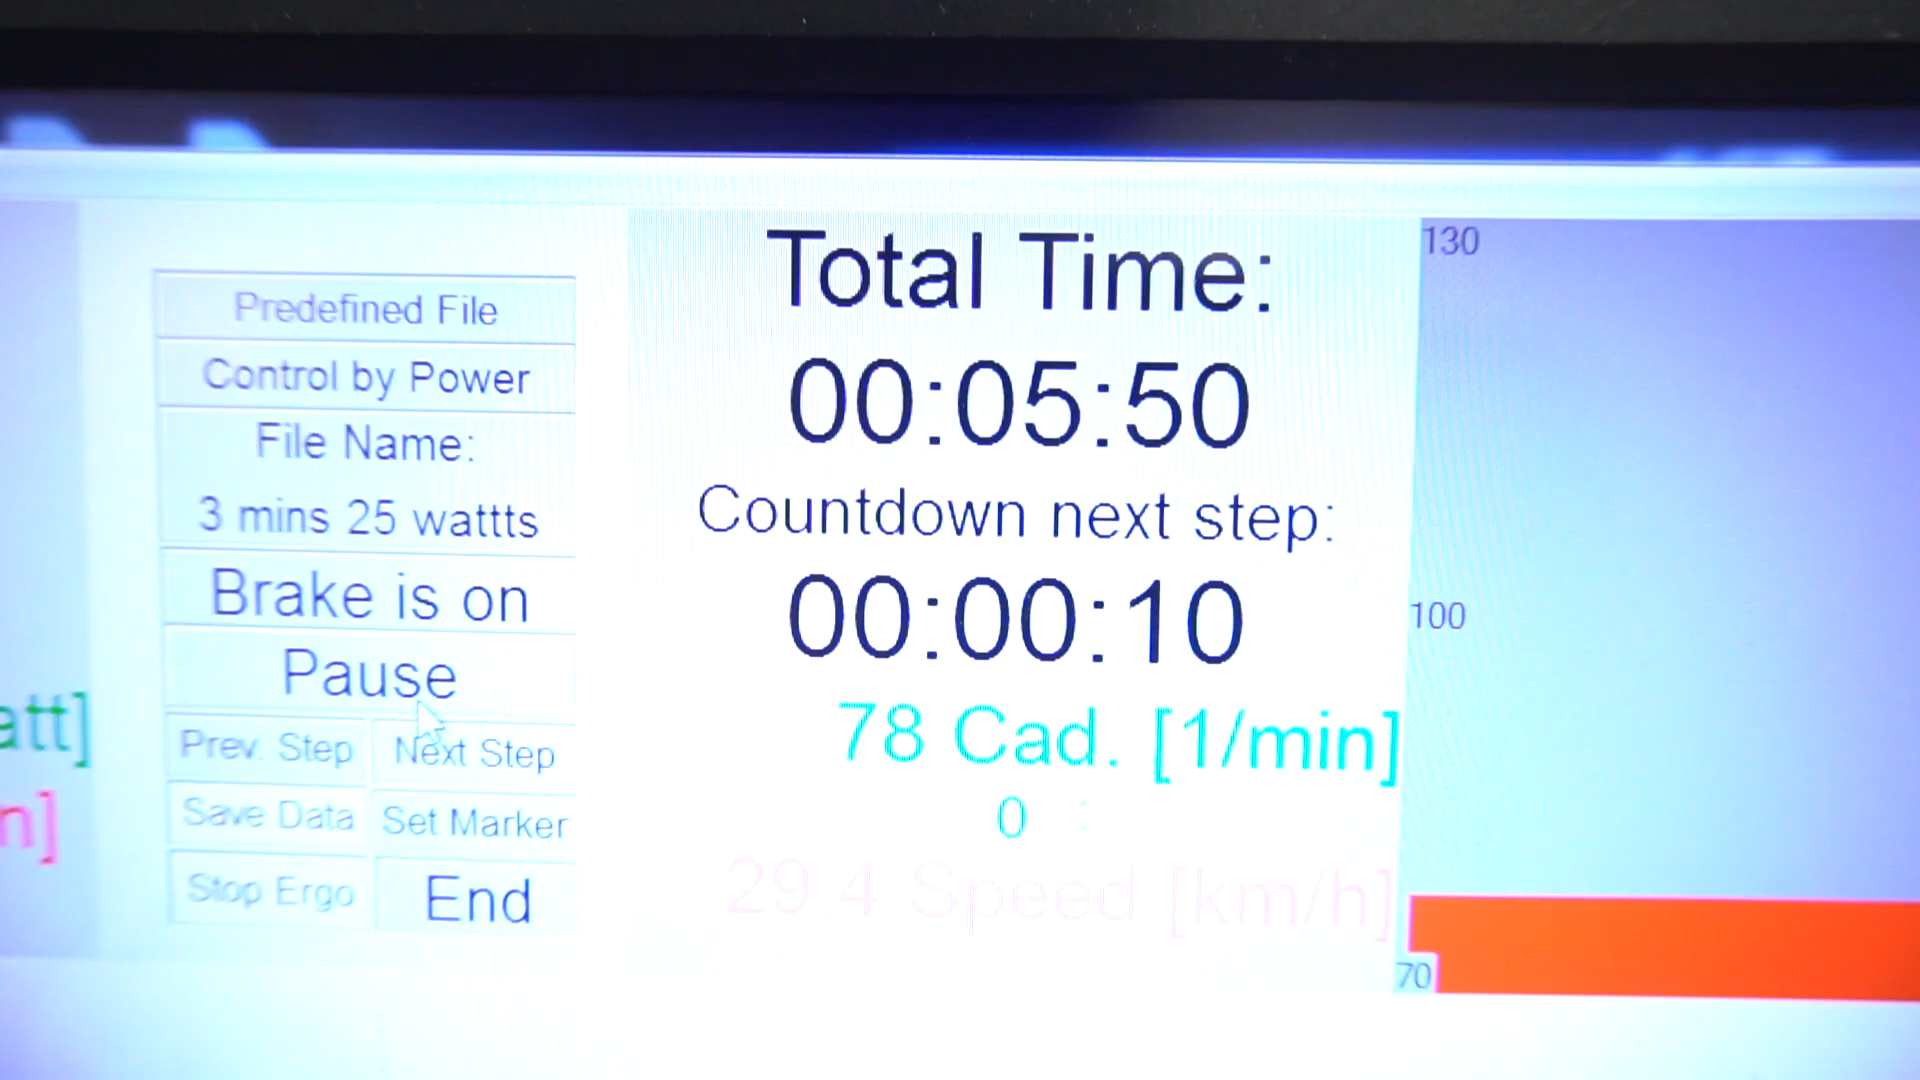 Predefined File
Control by Power
File Name:
3 mins 25 wattts
Brake is on
Pause
Prev. Step
Next Step
Save Data
Set Marker
Stop Ergo
End
att]
n]
Total Time:
00:05:50
Countdown next step:
00:00:10
78 Cad. [1/min]
0
29.4 Speed [km/h]
130
100
70